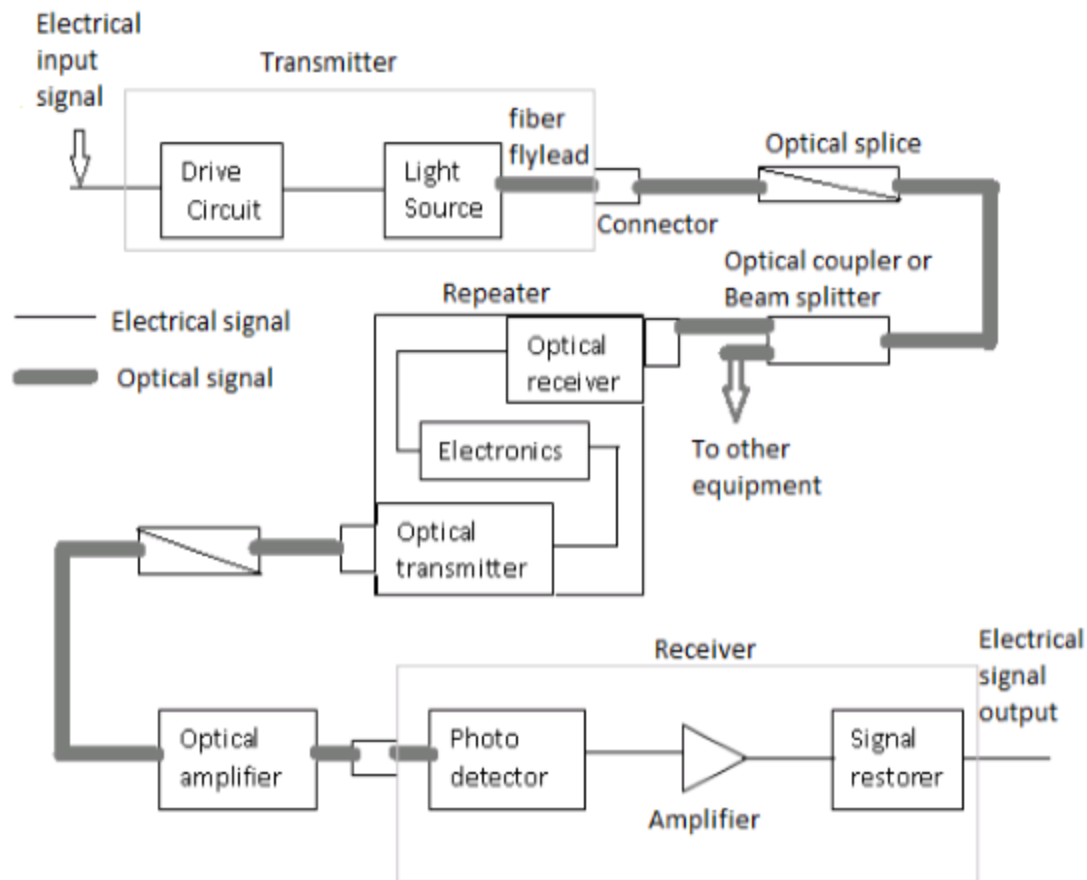 Electrical
input
signal
Transmitter
fiber
flylead
Drive
Circuit
Light
Source
Connector
Optical splice
Optical coupler or
Beam splitter
Repeater
Electrical signal
Optical signal
Optical
receiver
Electronics
Optical
transmitter
To other
equipment
Receiver
Electrical
signal
output
Optical
amplifier
Photo
detector
Amplifier
Signal
restorer